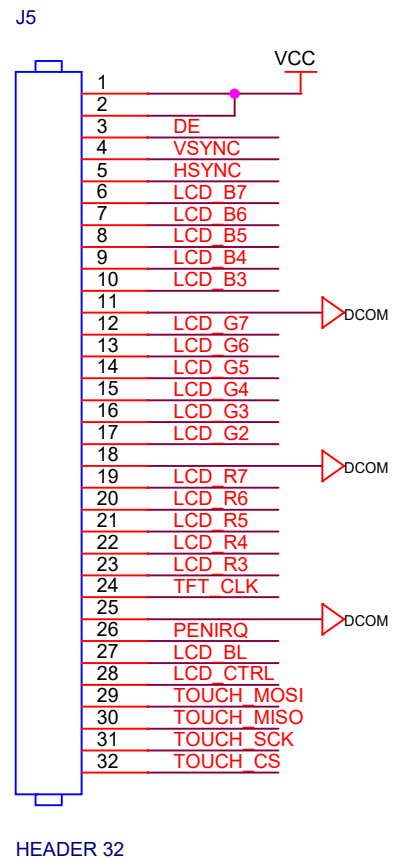 J5
VCC
1
2
3 DE
4 VSYNC
5 HSYNC
6 LCD_B7
7 LCD_B6
8 LCD_B5
9 LCD_B4
10 LCD_B3
11 DCOM
12 LCD_G7
13 LCD_G6
14 LCD_G5
15 LCD_G4
16 LCD_G3
17 LCD_G2
18 DCOM
19 LCD_R7
20 LCD_R6
21 LCD_R5
22 LCD_R4
23 LCD_R3
24 TFT_CLK
25 DCOM
26 PENIRQ
27 LCD_BL
28 LCD_CTRL
29 TOUCH_MOSI
30 TOUCH_MISO
31 TOUCH_SCK
32 TOUCH_CS
HEADER 32